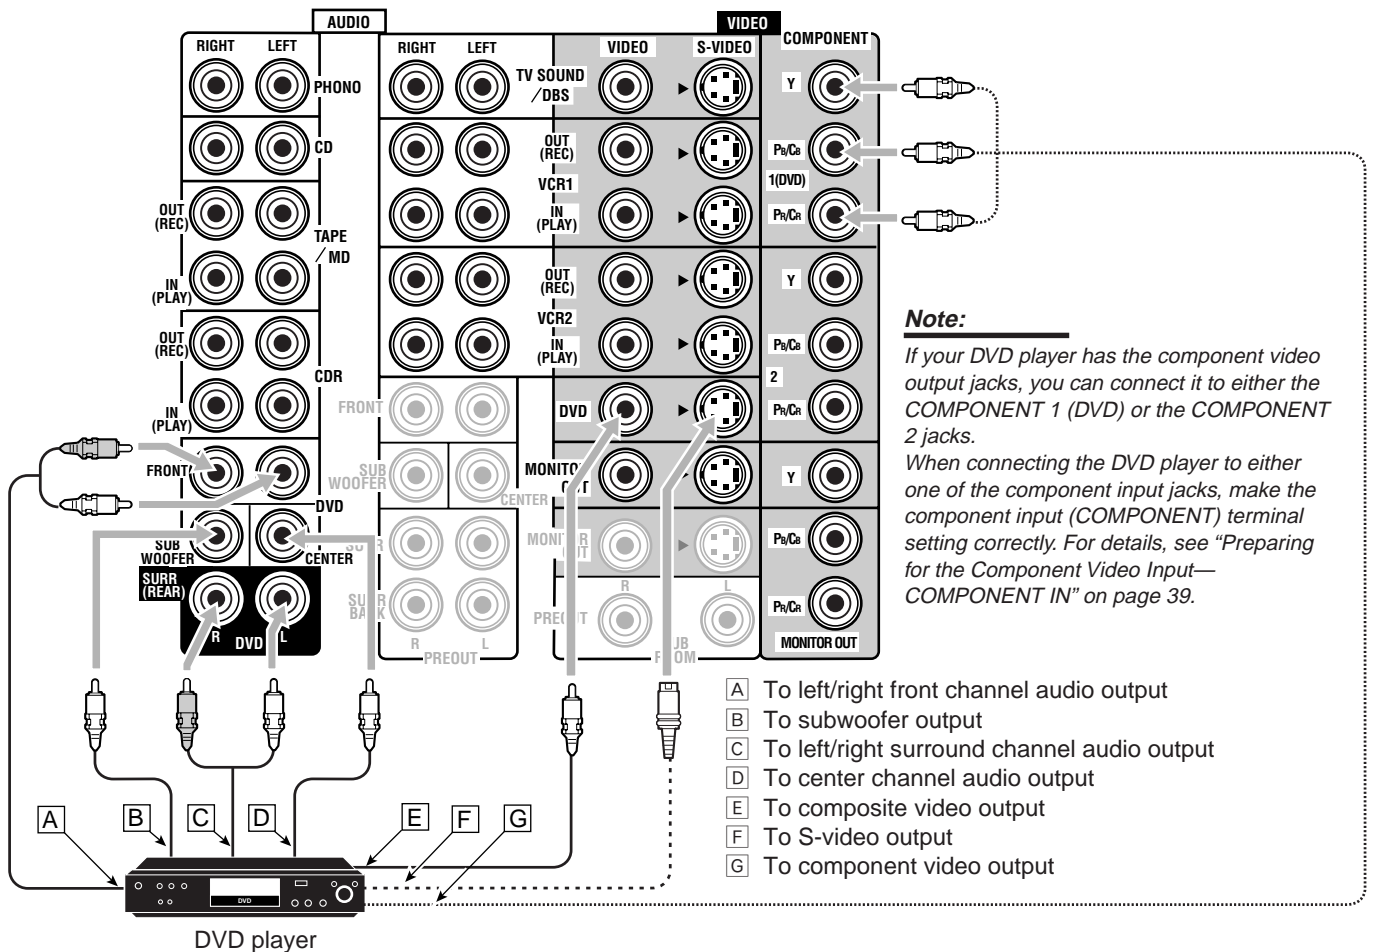 AUDIO
VIDEO
RIGHT LEFT
RIGHT LEFT
VIDEO S-VIDEO
COMPONENT
PHONO
TV SOUND
/DBS
Y
CD
OUT
(REC)
PB/CB
VCR1
1(DVD)
OUT
(REC)
IN
(PLAY)
PR/CR
TAPE
/ MD
IN
(PLAY)
OUT
(REC)
Y
VCR2
OUT
(REC)
IN
(PLAY)
PB/CB
CDR
2
IN
(PLAY)
FRONT
DVD
PR/CR
FRONT
SUB
WOOFER
CENTER
MONITOR
OUT
Y
DVD
SUB
WOOFER
CENTER
SURR
MONITOR
OUT
PB/CB
SURR
(REAR)
SURR
BACK
R L
PREOUT
PR/CR
R DVD L
R L
PREOUT
MONITOR OUT
Note:
If your DVD player has the component video
output jacks, you can connect it to either the
COMPONENT 1 (DVD) or the COMPONENT
2 jacks.
When connecting the DVD player to either
one of the component input jacks, make the
component input (COMPONENT) terminal
setting correctly. For details, see “Preparing
for the Component Video Input—
COMPONENT IN” on page 39.
A To left/right front channel audio output
B To subwoofer output
C To left/right surround channel audio output
D To center channel audio output
E To composite video output
F To S-video output
G To component video output
A B C D E F G
DVD
DVD player